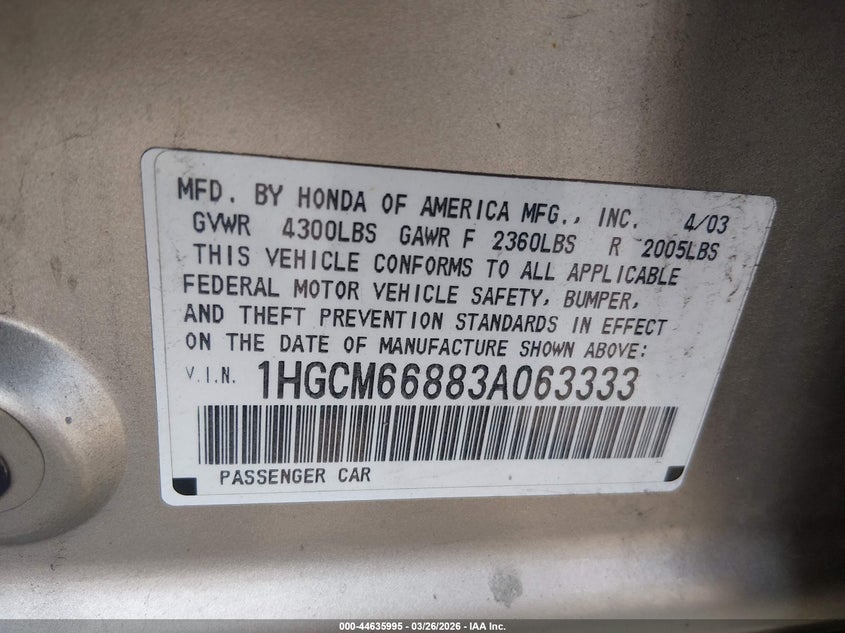 MFD. BY HONDA OF AMERICA MFG., INC. 4/03
GVWR 4300LBS GAWR F 2360LBS R 2005LBS
THIS VEHICLE CONFORMS TO ALL APPLICABLE
FEDERAL MOTOR VEHICLE SAFETY, BUMPER,
AND THEFT PREVENTION STANDARDS IN EFFECT
ON THE DATE OF MANUFACTURE SHOWN ABOVE:
V.I.N. 1HGCM66883A063333
PASSENGER CAR
000-44635995 - 03/26/2026 - IAA Inc.